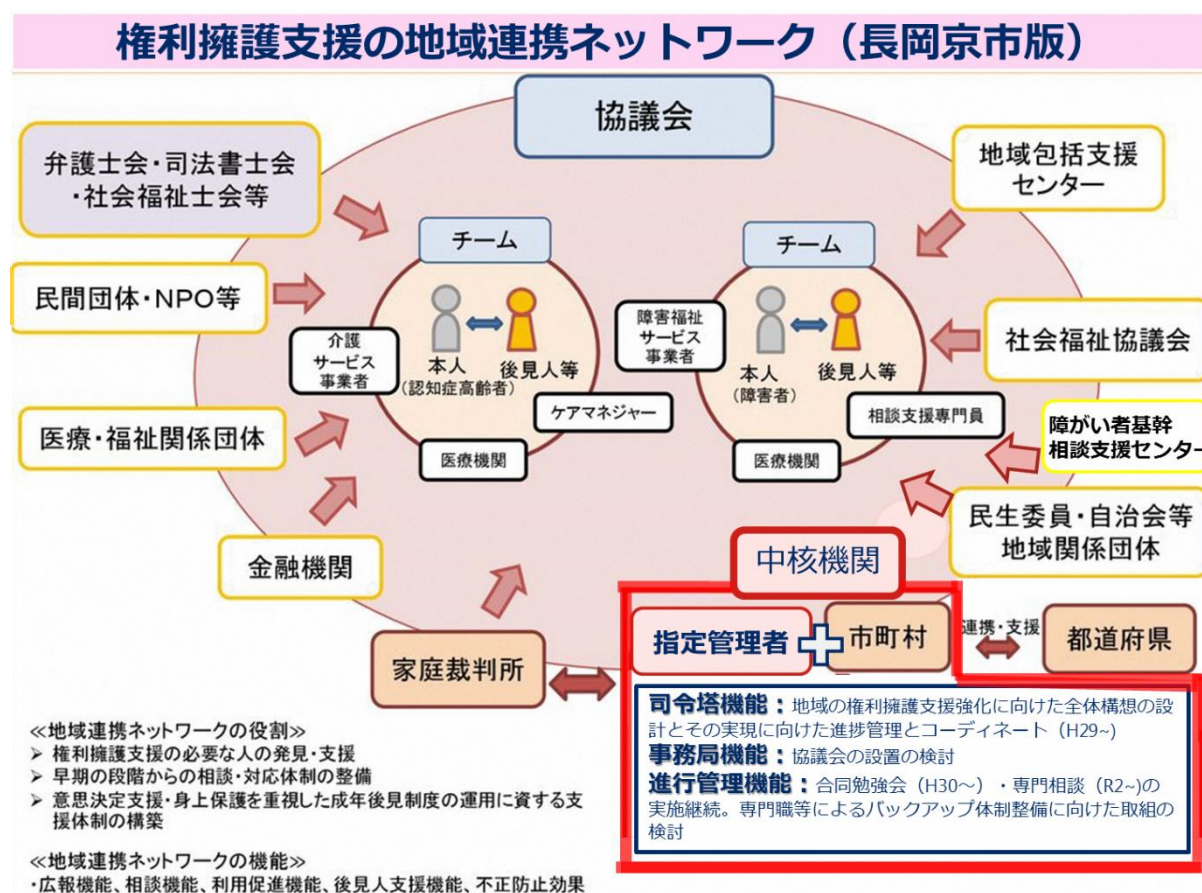 権利擁護支援の地域連携ネットワーク（長岡京市版）
協議会
弁護士会・司法書士会
・社会福祉士会等
民間団体・NPO等
医療・福祉関係団体
金融機関
家庭裁判所
地域包括支援
センター
社会福祉協議会
障がい者基幹
相談支援センター
民生委員・自治会等
地域関係団体
チーム
本人
(認知症高齢者)
後見人等
介護
サービス
事業者
ケアマネジャー
医療機関
チーム
本人
(障害者)
後見人等
障害福祉
サービス
事業者
相談支援専門員
医療機関
中核機関
指定管理者
市町村
連携・支援
都道府県
司令塔機能：地域の権利擁護支援強化に向けた全体構想の設
計とその実現に向けた進捗管理とコーディネート（H29~)
事務局機能：協議会の設置の検討
進行管理機能：合同勉強会（H30～）・専門相談（R2~)の
実施継続。専門職等によるバックアップ体制整備に向けた取組の
検討
≪地域連携ネットワークの役割≫
➢ 権利擁護支援の必要な人の発見・支援
➢ 早期の段階からの相談・対応体制の整備
➢ 意思決定支援・身上保護を重視した成年後見制度の運用に資する支
援体制の構築
≪地域連携ネットワークの機能≫
・広報機能、相談機能、利用促進機能、後見人支援機能、不正防止効果